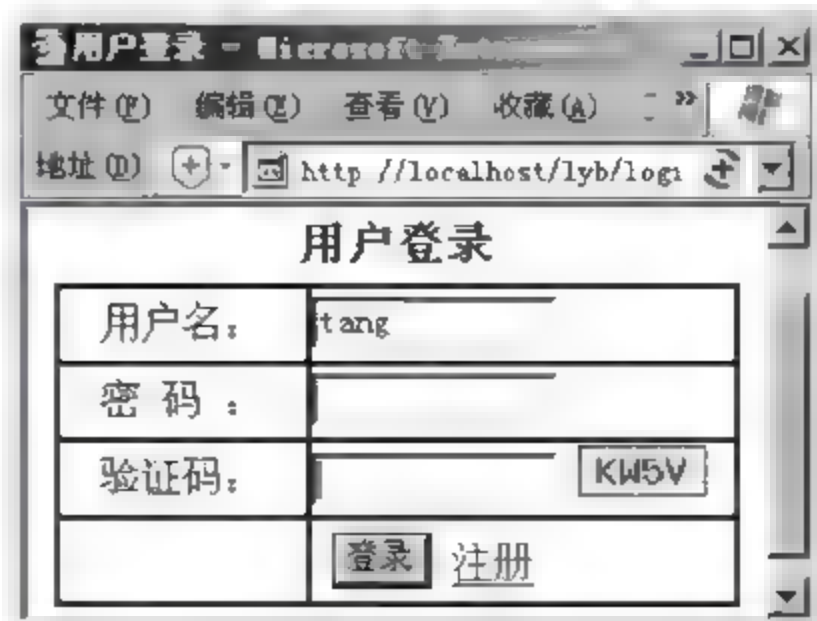 用户登录 - Microsoft
文件(F) 编辑(E) 查看(V) 收藏(A) »
地址(D) http //localhost/lyb/logi
用户登录
用户名: tang
密 码 :
验证码: KW5V
登录 注册